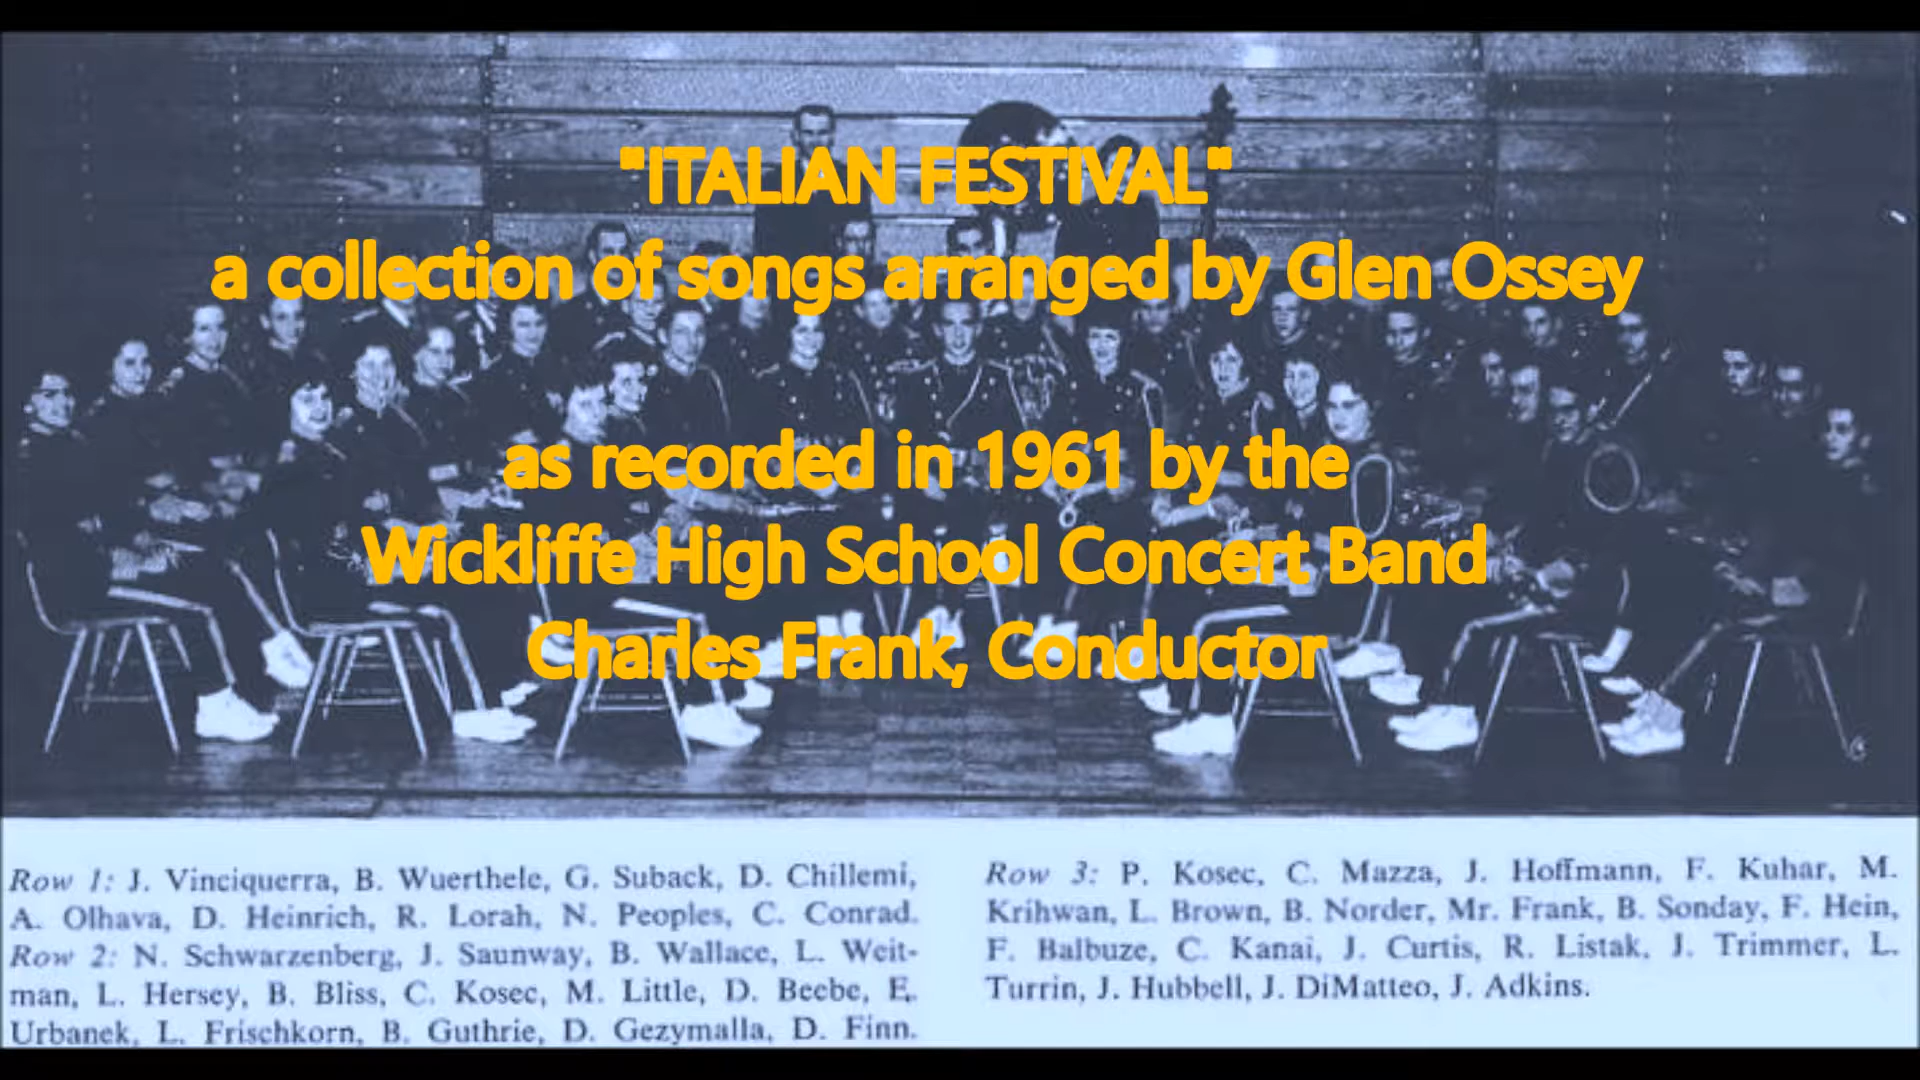 "ITALIAN FESTIVAL"
a collection of songs arranged by Glen Ossey
as recorded in 1961 by the
Wickliffe High School Concert Band
Charles Frank, Conductor
Row 1: J. Vinciquerra, B. Wuerthele, G. Suback, D. Chillemi,
A. Olhava, D. Heinrich, R. Lorah, N. Peoples, C. Conrad.
Row 2: N. Schwarzenberg, J. Saunway, B. Wallace, L. Weit-
man, L. Hersey, B. Bliss, C. Kosec, M. Little, D. Beebe, E.
Urbanek, L. Frischkorn, B. Guthrie, D. Gezymalla, D. Finn.
Row 3: P. Kosec, C. Mazza, J. Hoffmann, F. Kuhar, M.
Krihwan, L. Brown, B. Norder, Mr. Frank, B. Sonday, F. Hein,
F. Balbuze, C. Kanai, J. Curtis, R. Listak, J. Trimmer, L.
Turrin, J. Hubbell, J. DiMatteo, J. Adkins.